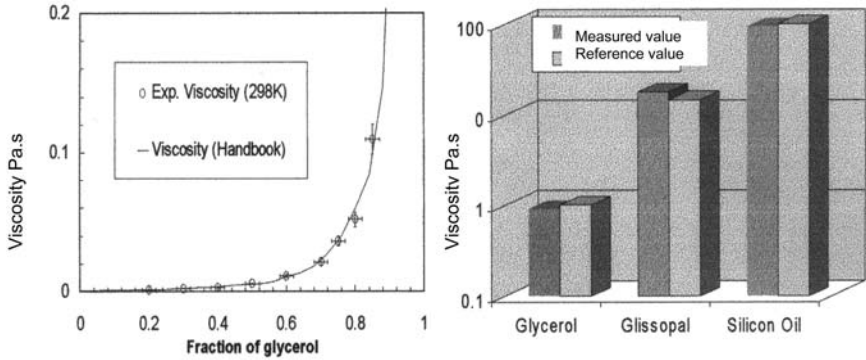 0.2
0.1
0
Viscosity Pa.s
Exp. Viscosity (298K)
Viscosity (Handbook)
0 0.2 0.4 0.6 0.8 1
Fraction of glycerol
100
0
1
0.1
Viscosity Pa.s
Measured value
Reference value
Glycerol Glissopal Silicon Oil